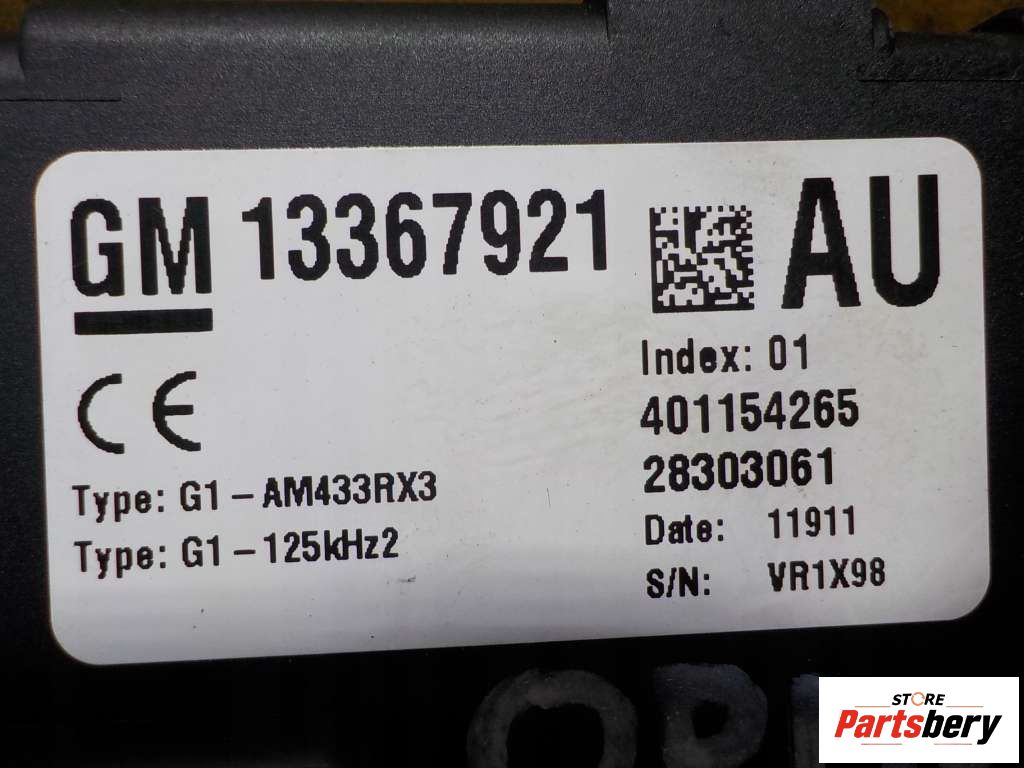 GM 13367921 AU
CE
Index: 01
401154265
28303061
Type: G1-AM433RX3
Date: 11911
Type: G1-125kHz2
S/N: VR1X98
STORE
Partsbery